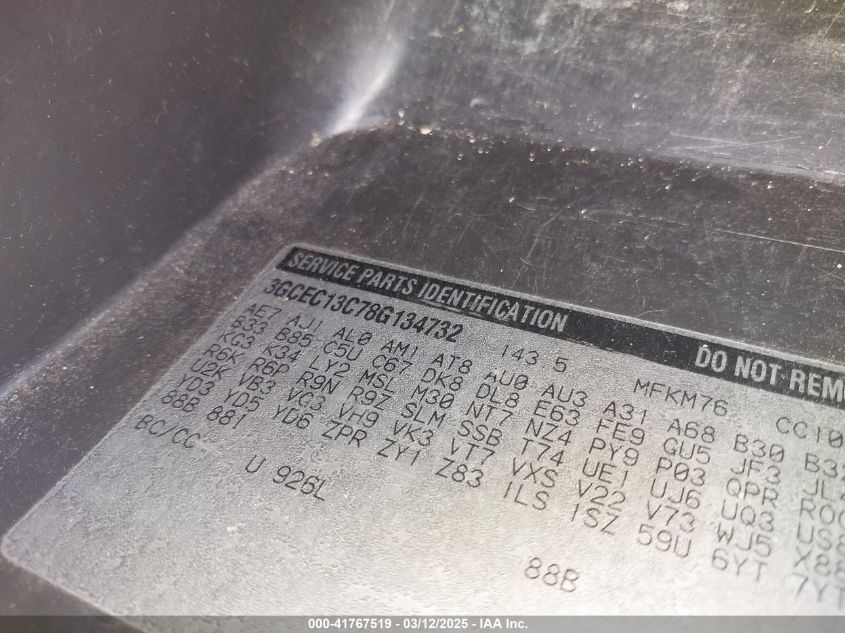 SERVICE PARTS IDENTIFICATION DO NOT REM
3GCEC13C78G134732 143 5 MFKM76 CC10
AE7 AJ1 AL0 AM1 AT8 AU0 AU3 A31 A68 B30 B3
B33 B85 C5U C67 DK8 DL8 E63 FE9 GU5 JF3 JL
KG3 K34 LY2 MSL M30 NT7 NZ4 PY9 P03 QPR RO
R6K R6P R9N R9Z SLM SSB T74 UE1 UJ6 UQ3 US
U2K VB3 VC3 VH9 VK3 VT7 VXS V22 V73 WJ5 X8
YD3 YD5 YD6 ZPR ZY1 Z83 1LS 1SZ 59U 6YT 7YT
88B 88I
BC/CC U 926L 88B
000-41767519 - 03/12/2025 - IAA Inc.